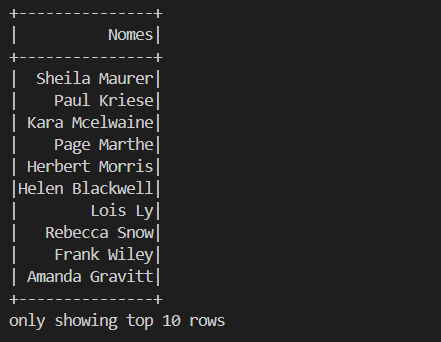 +---------------+
|          Nomes|
+---------------+
|  Sheila Maurer|
|    Paul Kriese|
| Kara Mcelwaine|
|    Page Marthe|
| Herbert Morris|
|Helen Blackwell|
|        Lois Ly|
|   Rebecca Snow|
|    Frank Wiley|
| Amanda Gravitt|
+---------------+
only showing top 10 rows